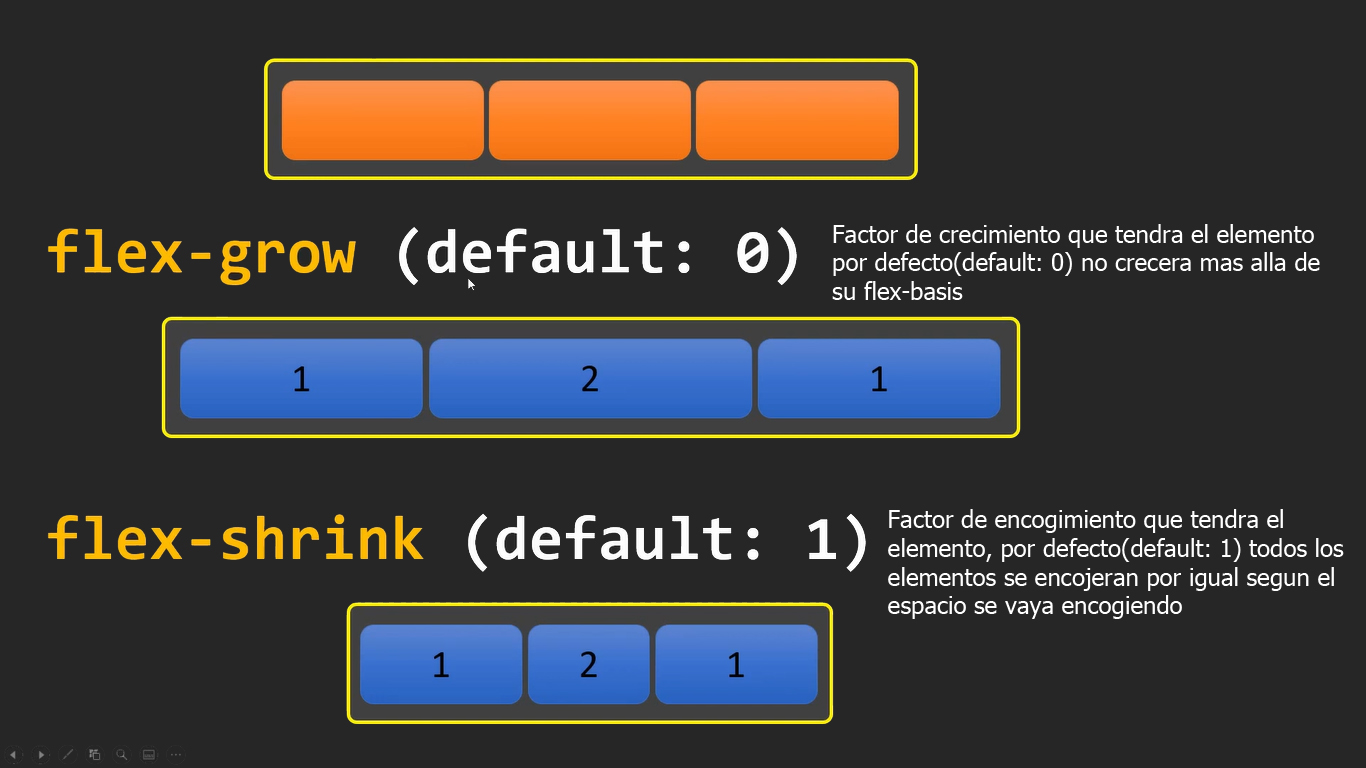 flex-grow (default: 0)
Factor de crecimiento que tendra el elemento
por defecto(default: 0) no crecera mas alla de
su flex-basis
1 2 1
flex-shrink (default: 1)
Factor de encogimiento que tendra el
elemento, por defecto(default: 1) todos los
elementos se encojeran por igual segun el
espacio se vaya encogiendo
1 2 1